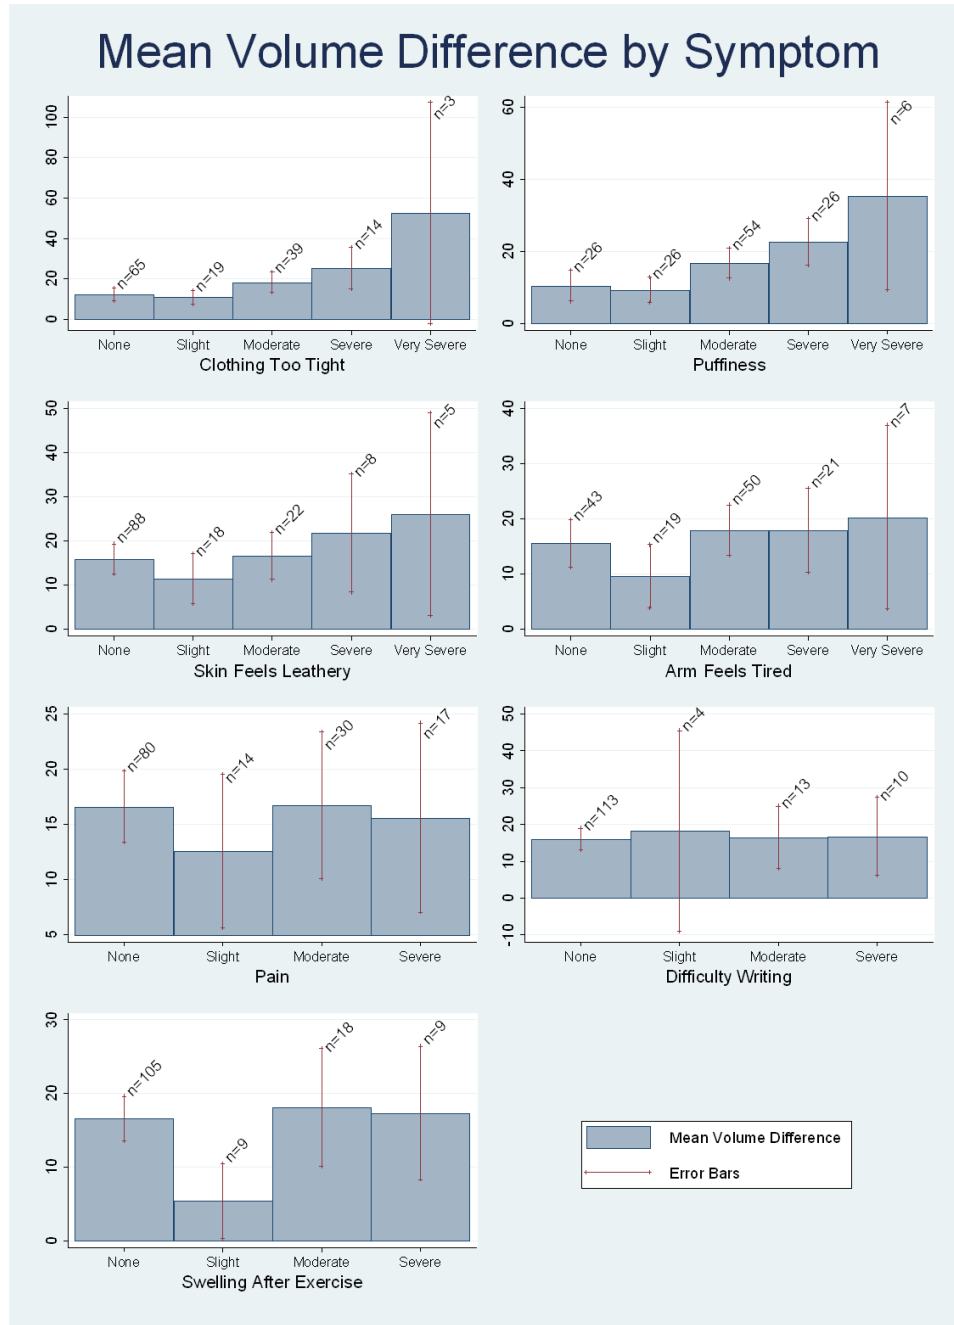 Mean Volume Difference by Symptom
100
80
60
40
20
0
n=65
n=19
n=39
n=14
n=3
None Slight Moderate Severe Very Severe
Clothing Too Tight
60
40
20
0
n=26
n=26
n=54
n=26
n=6
None Slight Moderate Severe Very Severe
Puffiness
50
40
30
20
10
0
n=88
n=18
n=22
n=8
n=5
None Slight Moderate Severe Very Severe
Skin Feels Leathery
40
30
20
10
0
n=43
n=19
n=50
n=21
n=7
None Slight Moderate Severe Very Severe
Arm Feels Tired
25
20
15
10
5
n=80
n=14
n=30
n=17
None Slight Moderate Severe
Pain
50
40
30
20
10
0
-10
n=113
n=4
n=13
n=10
None Slight Moderate Severe
Difficulty Writing
30
20
10
0
n=105
n=9
n=18
n=9
None Slight Moderate Severe
Swelling After Exercise
Mean Volume Difference
Error Bars